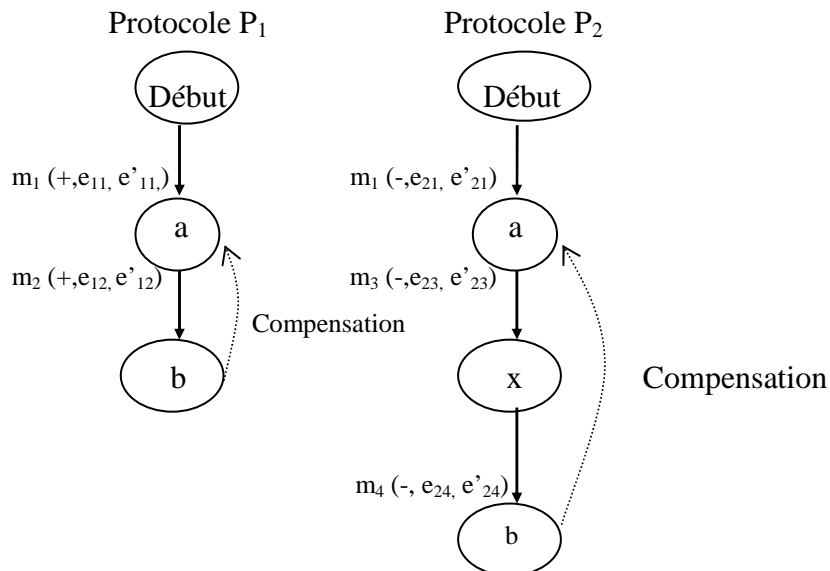 Protocole P₁
Protocole P₂
Début
Début
m₁ (+,e₁₁, e’₁₁,)
m₁ (-,e₂₁, e’₂₁)
a
a
m₂ (+,e₁₂, e’₁₂)
m₃ (-,e₂₃, e’₂₃)
Compensation
b
x
Compensation
m₄ (-, e₂₄, e’₂₄)
b